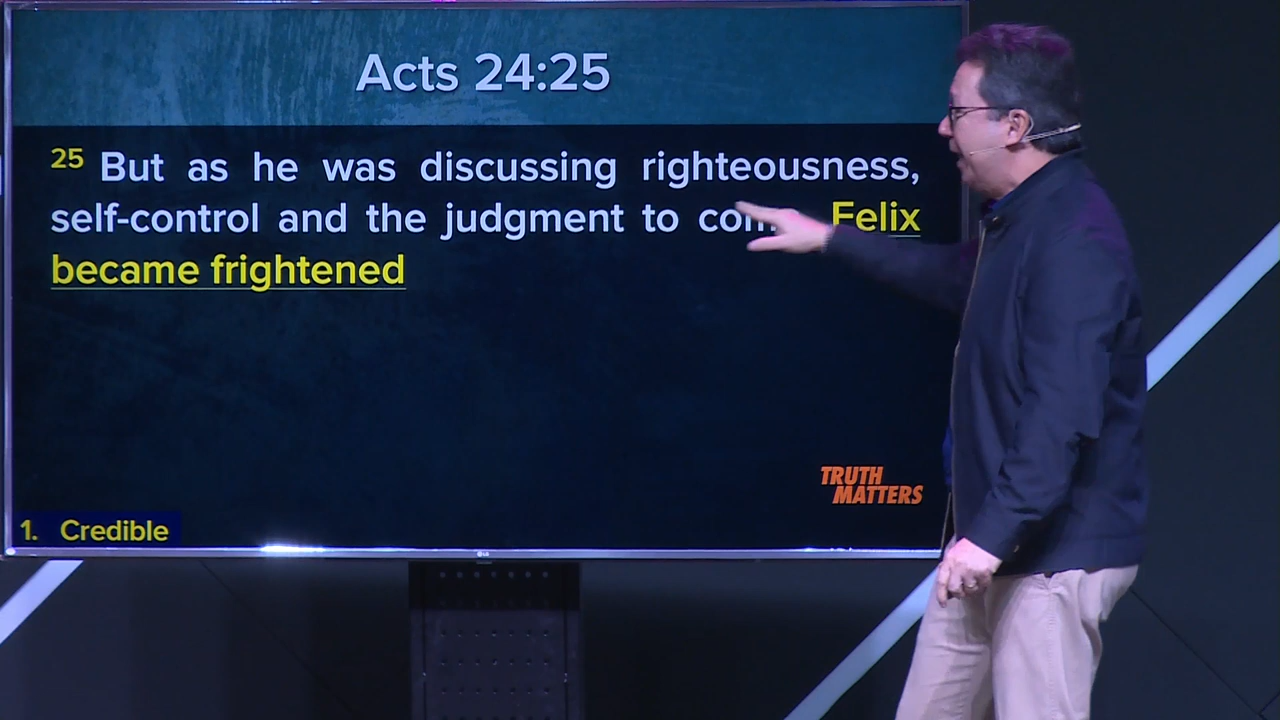 Acts 24:25
25 But as he was discussing righteousness,
self-control and the judgment to Felix
became frightened
TRUTH
MATTERS
1. Credible
LG